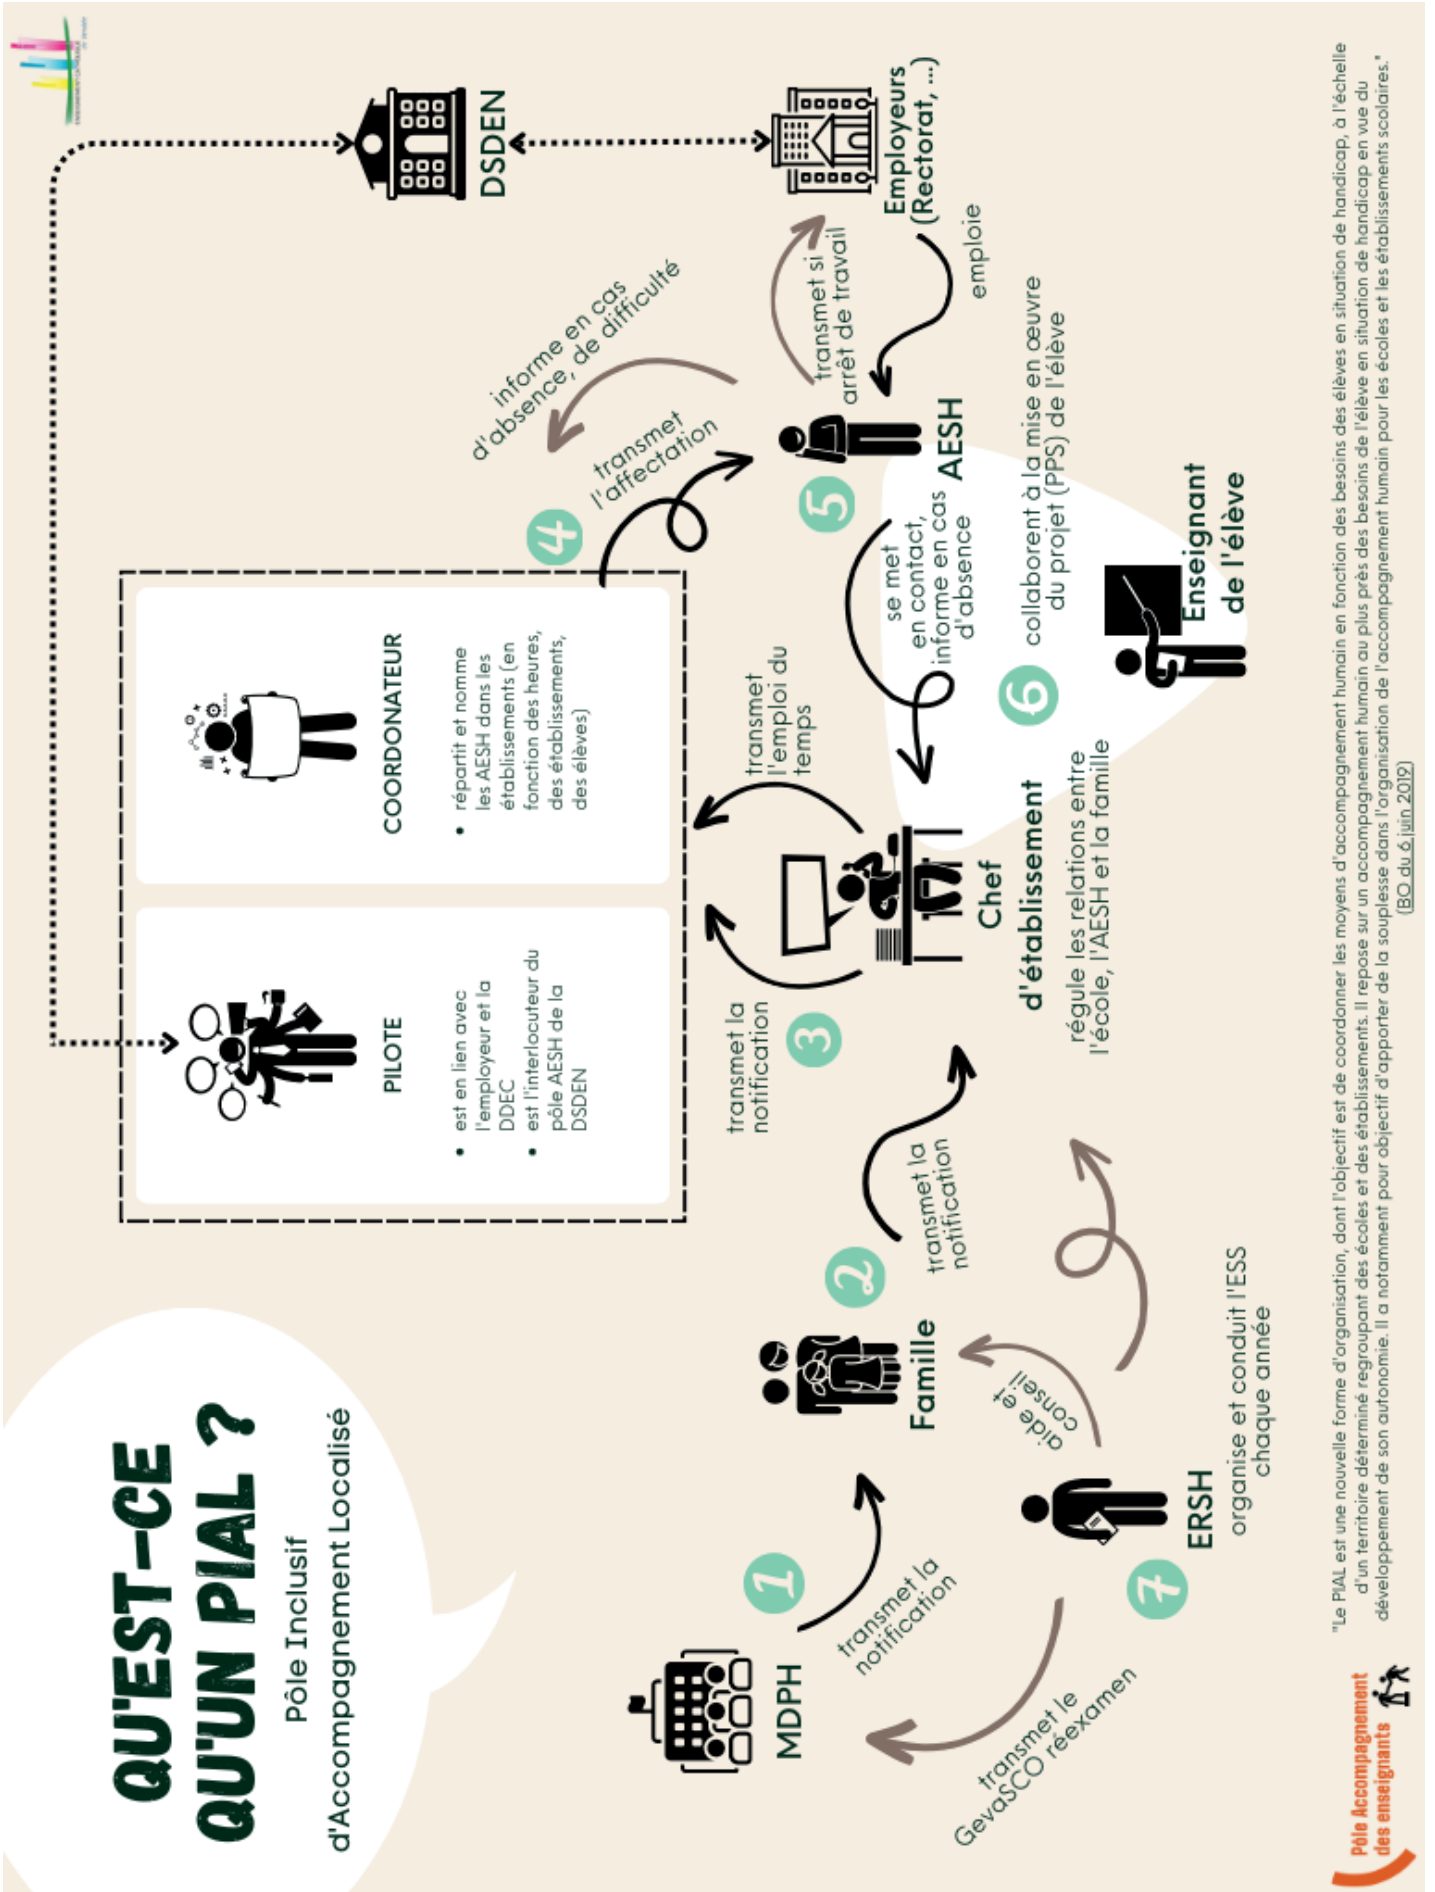 QU'EST-CE
QU'UN PIAL ?
Pôle Inclusif
d'Accompagnement Localisé
PILOTE
• est en lien avec
l'employeur et la
DDEC
• est l'interlocuteur du
pôle AESH de la
DSDEN
COORDONATEUR
• répartit et nomme
les AESH dans les
établissements (en
fonction des heures,
des établissements,
des élèves)
DSDEN
Employeurs
(Rectorat, ...)
emploie
informe en cas
d'absence, de difficulté
transmet si
arrêt de travail
4
transmet
l'affectation
5
AESH
se met
en contact,
informe en cas
d'absence
6
collaborent à la mise en œuvre
du projet (PPS) de l'élève
Enseignant
de l'élève
transmet
l'emploi du
temps
3
transmet la
notification
Chef
d'établissement
régule les relations entre
l'école, l'AESH et la famille
2
transmet la
notification
Famille
1
transmet la
notification
MDPH
aide et
conseil
7
ERSH
organise et conduit l'ESS
chaque année
transmet le
GevaSCO réexamen
"Le PIAL est une nouvelle forme d'organisation, dont l'objectif est de coordonner les moyens d'accompagnement humain en fonction des besoins des élèves en situation de handicap, à l'échelle
d'un territoire déterminé regroupant des écoles et des établissements. Il repose sur un accompagnement humain au plus près des besoins de l'élève en situation de handicap en vue du
développement de son autonomie. Il a notamment pour objectif d'apporter de la souplesse dans l'organisation de l'accompagnement humain pour les écoles et les établissements scolaires."
(BO du 6 juin 2019)
Pôle Accompagnement
des enseignants